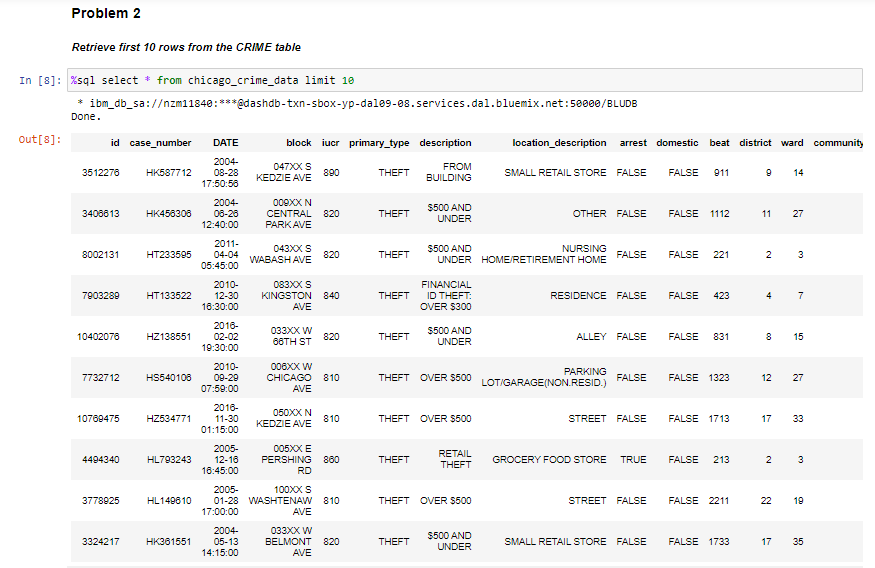 Problem 2
Retrieve first 10 rows from the CRIME table
In [8]: %sql select * from chicago_crime_data limit 10
* ibm_db_sa://nzm11840:***@dashdb-txn-sbox-yp-dal09-08.services.dal.bluemix.net:50000/BLUDB
Done.
Out[8]:
id case_number DATE block iucr primary_type description location_description arrest domestic beat district ward community
3512276 HK587712 2004-08-28 17:50:56 047XX S KEDZIE AVE 890 THEFT FROM BUILDING SMALL RETAIL STORE FALSE FALSE 911 9 14
3406613 HK456306 2004-06-26 12:40:00 009XX N CENTRAL PARK AVE 820 THEFT $500 AND UNDER OTHER FALSE FALSE 1112 11 27
8002131 HT233595 2011-04-04 05:45:00 043XX S WABASH AVE 820 THEFT $500 AND UNDER NURSING HOME/RETIREMENT HOME FALSE FALSE 221 2 3
7903289 HT133522 2010-12-30 16:30:00 083XX S KINGSTON AVE 840 THEFT FINANCIAL ID THEFT: OVER $300 RESIDENCE FALSE FALSE 423 4 7
10402076 HZ138551 2016-02-02 19:30:00 033XX W 66TH ST 820 THEFT $500 AND UNDER ALLEY FALSE FALSE 831 8 15
7732712 HS540106 2010-09-29 07:59:00 006XX W CHICAGO AVE 810 THEFT OVER $500 PARKING LOT/GARAGE(NON.RESID.) FALSE FALSE 1323 12 27
10769475 HZ534771 2016-11-30 01:15:00 050XX N KEDZIE AVE 810 THEFT OVER $500 STREET FALSE FALSE 1713 17 33
4494340 HL793243 2005-12-16 16:45:00 005XX E PERSHING RD 860 THEFT RETAIL THEFT GROCERY FOOD STORE TRUE FALSE 213 2 3
3778925 HL149610 2005-01-28 17:00:00 100XX S WASHTENAW AVE 810 THEFT OVER $500 STREET FALSE FALSE 2211 22 19
3324217 HK361551 2004-05-13 14:15:00 033XX W BELMONT AVE 820 THEFT $500 AND UNDER SMALL RETAIL STORE FALSE FALSE 1733 17 35